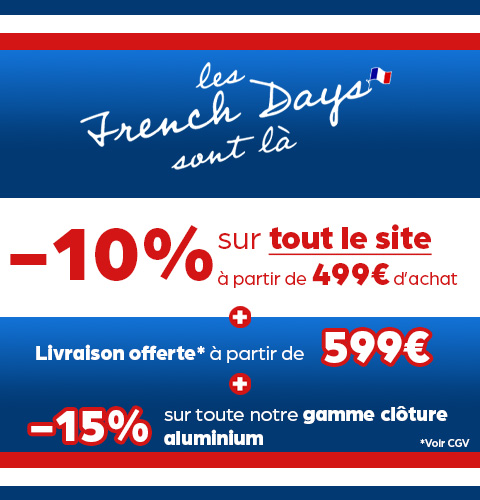 les
French Days
sont là
-10% sur tout le site
à partir de 499€ d'achat
+
Livraison offerte* à partir de 599€
+
-15% sur toute notre gamme clôture
aluminium
*Voir CGV